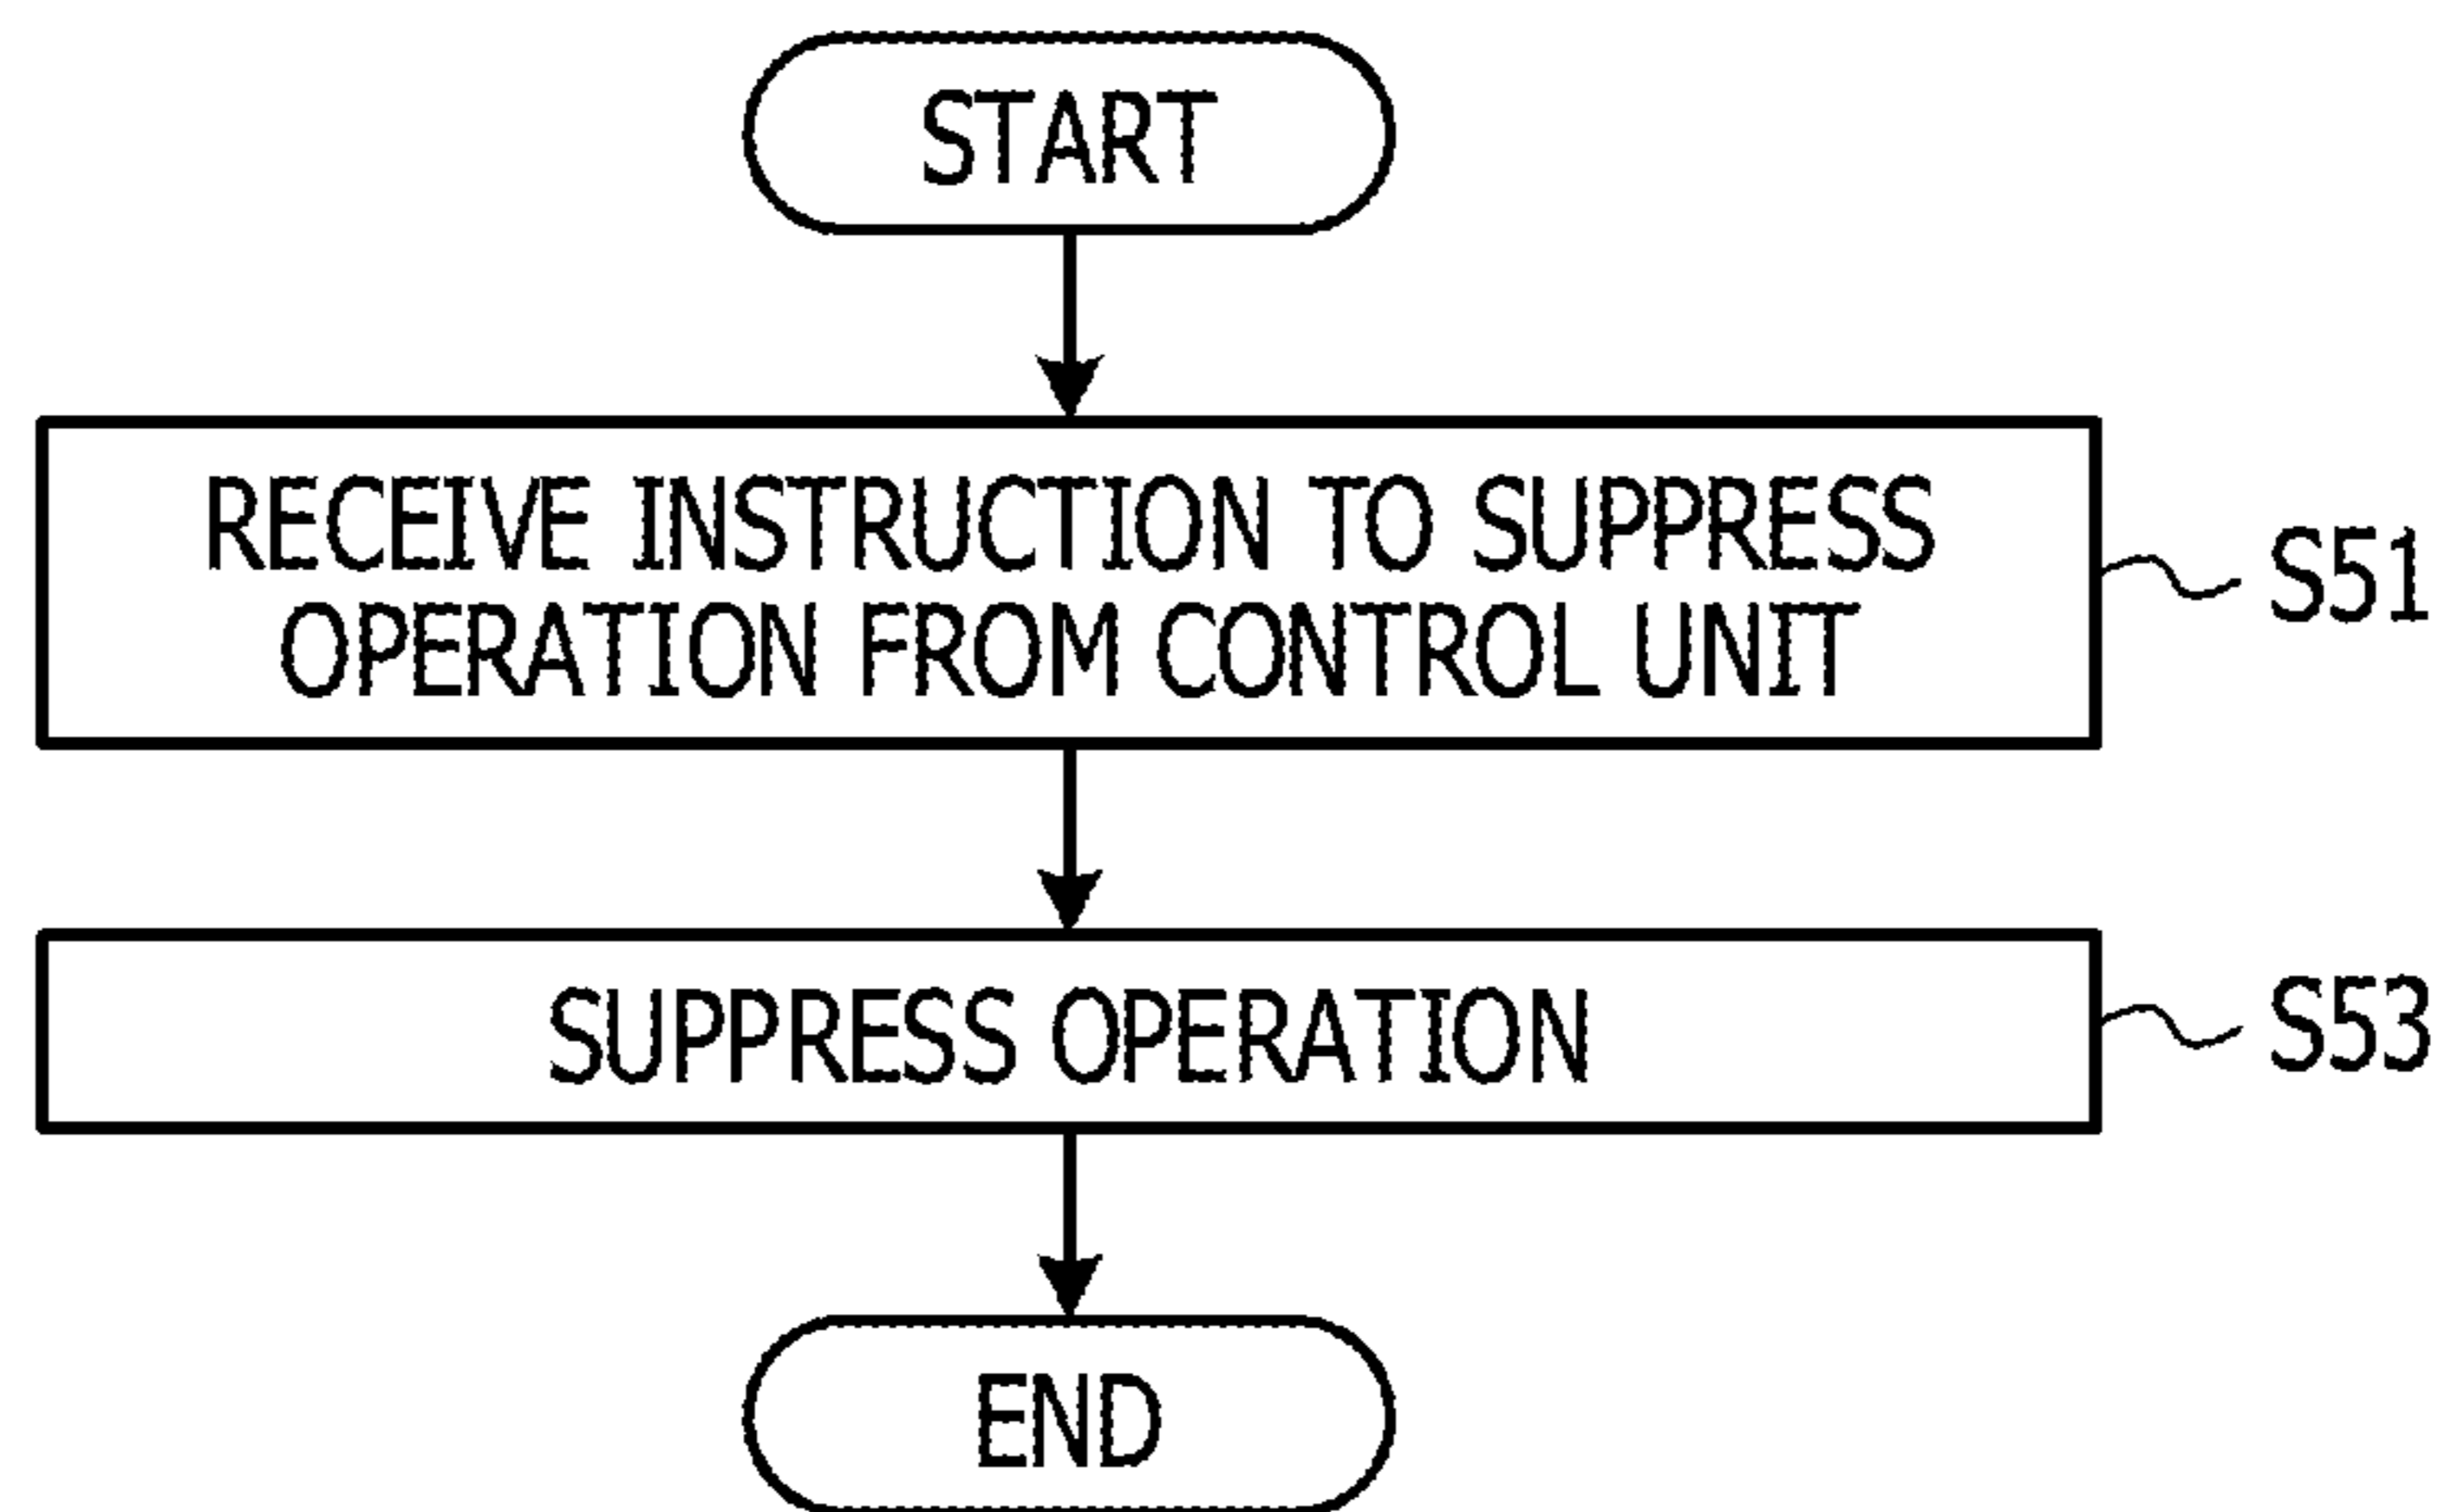 START
RECEIVE INSTRUCTION TO SUPPRESS
OPERATION FROM CONTROL UNIT
S51
SUPPRESS OPERATION
S53
END